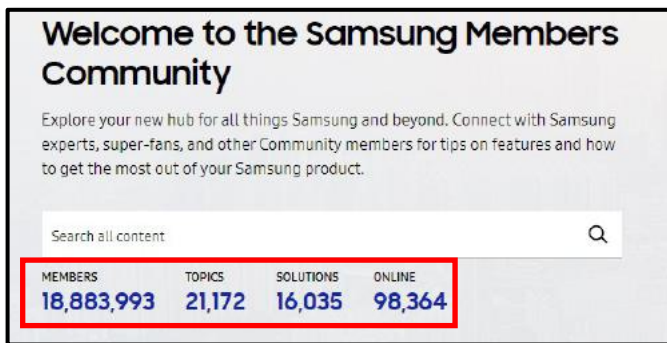 Welcome to the Samsung Members
Community
Explore your new hub for all things Samsung and beyond. Connect with Samsung
experts, super-fans, and other Community members for tips on features and how
to get the most out of your Samsung product.
Search all content
MEMBERS TOPICS SOLUTIONS ONLINE
18,883,993 21,172 16,035 98,364